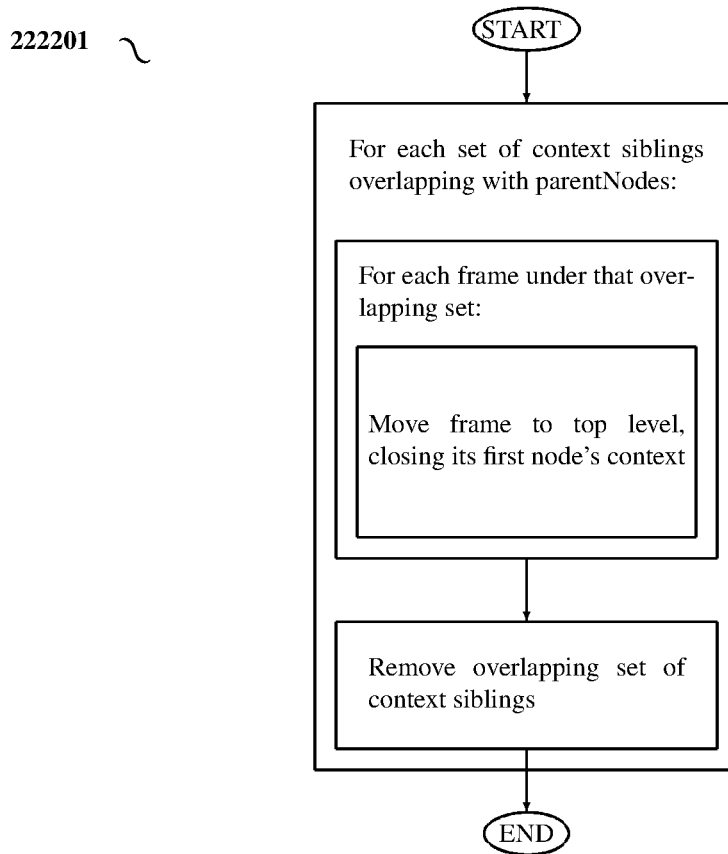 222201
START
For each set of context siblings
overlapping with parentNodes:
For each frame under that over-
lapping set:
Move frame to top level,
closing its first node's context
Remove overlapping set of
context siblings
END